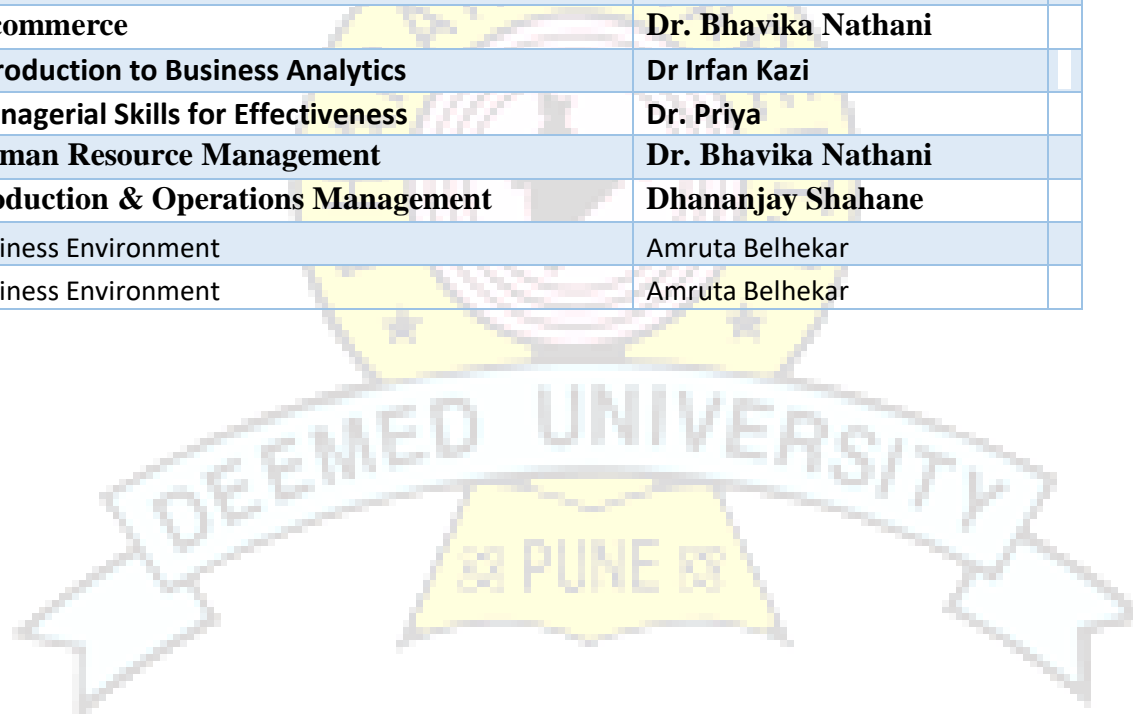 commerce Dr. Bhavika Nathani
roduction to Business Analytics Dr Irfan Kazi
nagerial Skills for Effectiveness Dr. Priya
man Resource Management Dr. Bhavika Nathani
oduction & Operations Management Dhananjay Shahane
iness Environment Amruta Belhekar
iness Environment Amruta Belhekar
DEEMED UNIVERSITY
PUNE